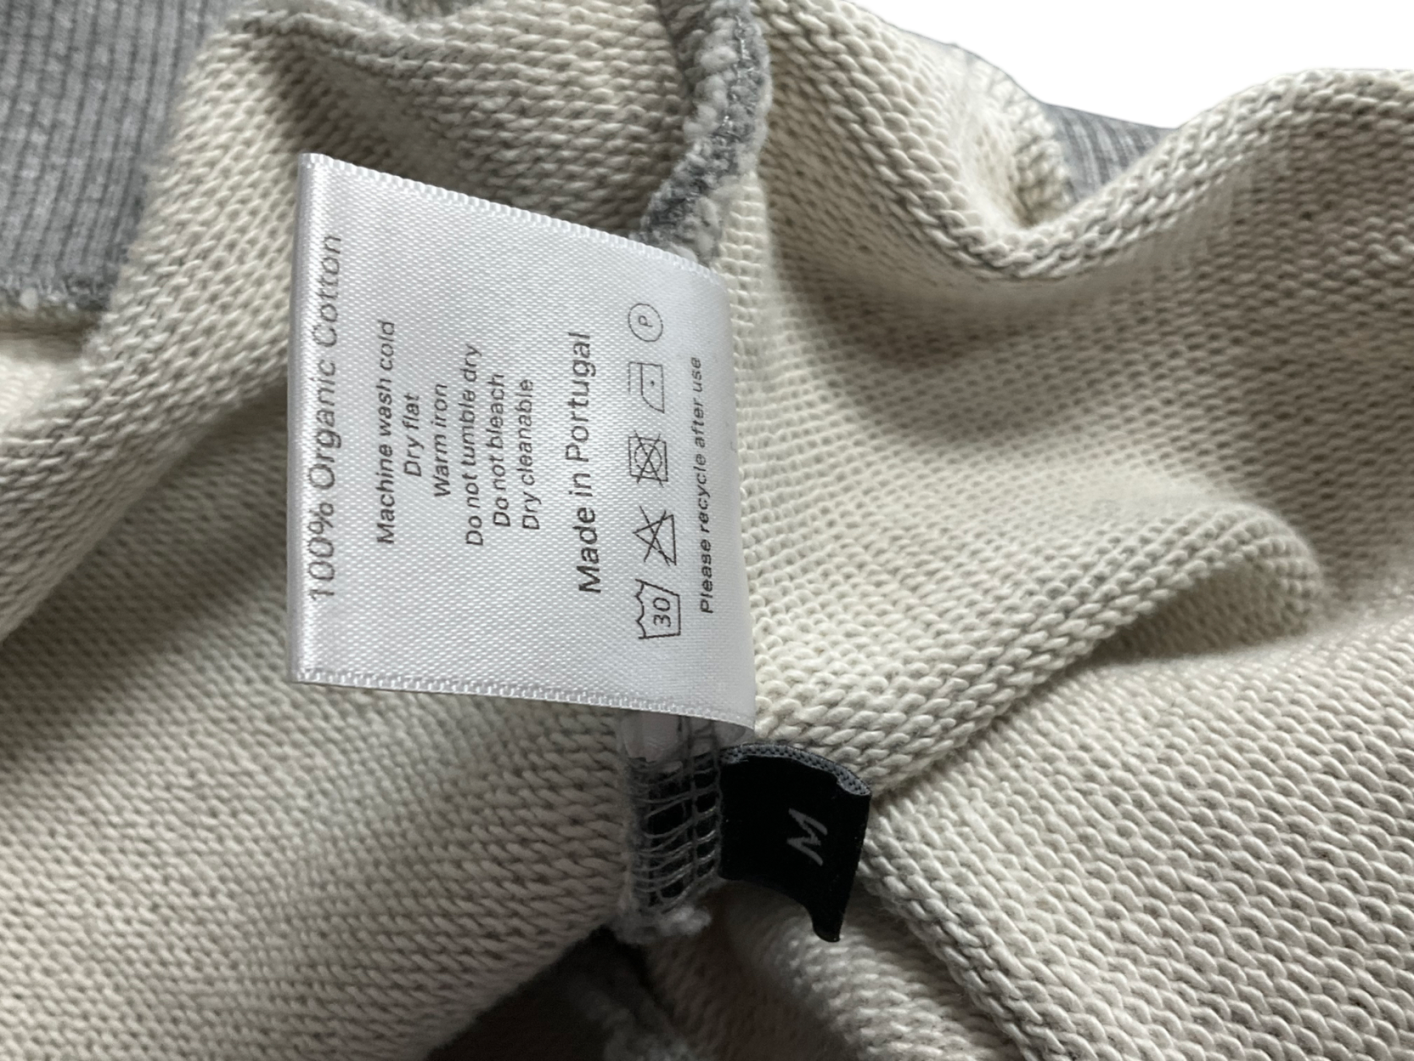 100% Organic Cotton
Machine wash cold
Dry flat
Warm iron
Do not tumble dry
Do not bleach
Dry cleanable
Made in Portugal
30 P
Please recycle after use
M